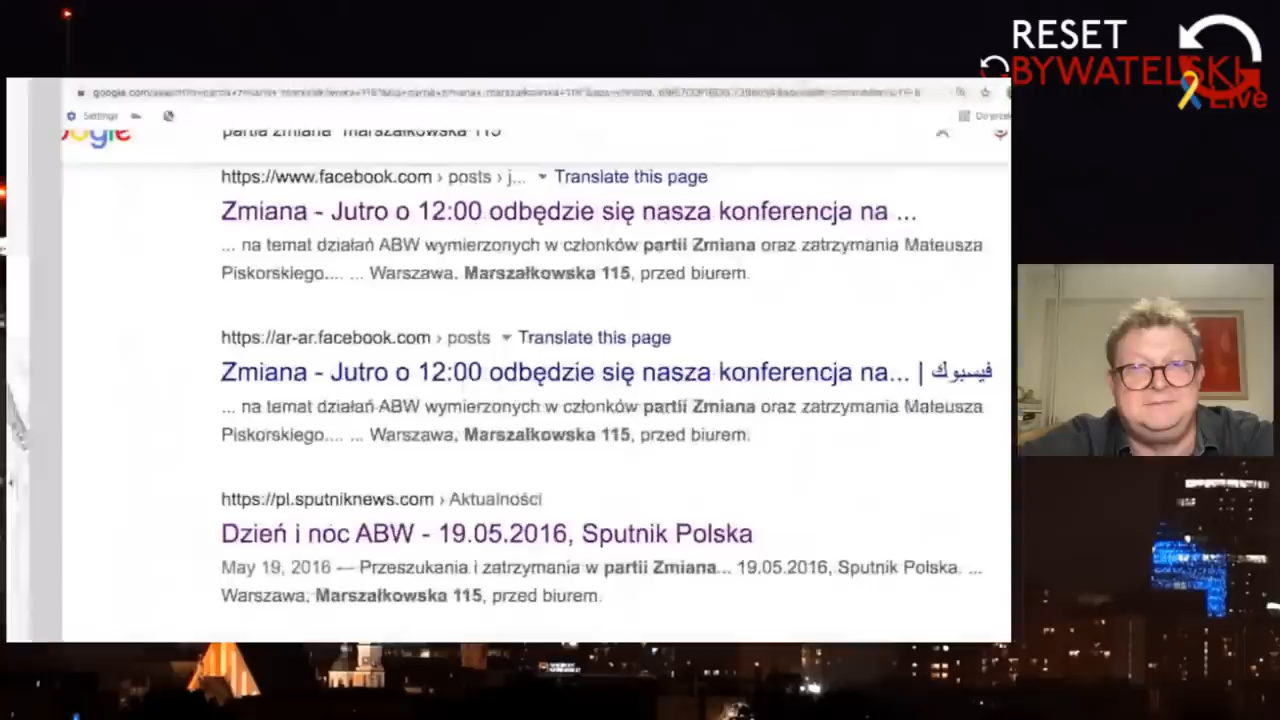 RESET
OBYWATELSKI
Live
Settings
Google
partia zmiana "marszałkowska 115"
https://www.facebook.com › posts › j... Translate this page
Zmiana - Jutro o 12:00 odbędzie się nasza konferencja na ...
... na temat działań ABW wymierzonych w członków partii Zmiana oraz zatrzymania Mateusza
Piskorskiego.... ... Warszawa, Marszałkowska 115, przed biurem.
https://ar-ar.facebook.com › posts Translate this page
Zmiana - Jutro o 12:00 odbędzie się nasza konferencja na... | فيسبوك
... na temat działań ABW wymierzonych w członków partii Zmiana oraz zatrzymania Mateusza
Piskorskiego.... ... Warszawa, Marszałkowska 115, przed biurem.
https://pl.sputniknews.com › Aktualności
Dzień i noc ABW - 19.05.2016, Sputnik Polska
May 19, 2016 — Przeszukania i zatrzymania w partii Zmiana... 19.05.2016, Sputnik Polska. ...
Warszawa, Marszałkowska 115, przed biurem.